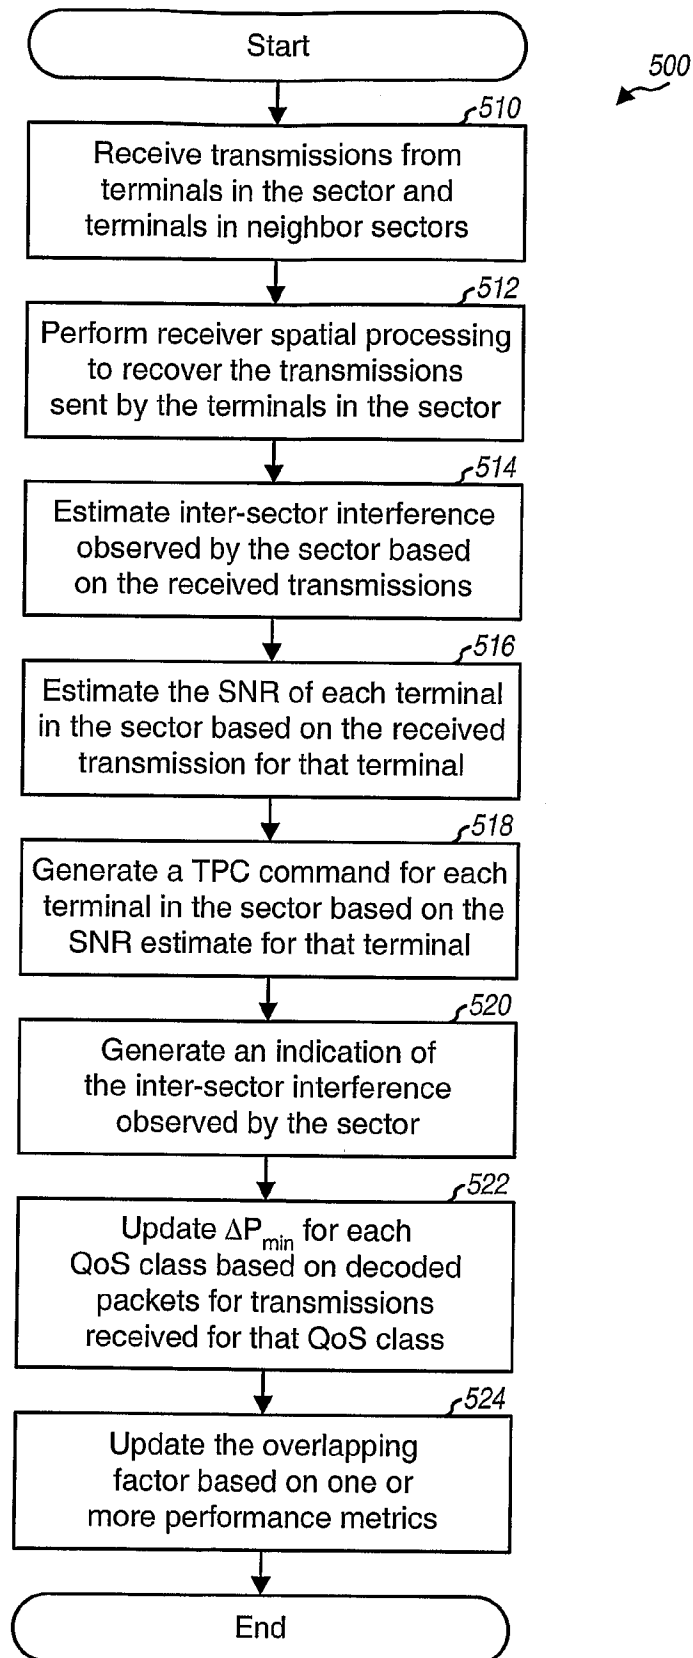 Start
500
510
Receive transmissions from
terminals in the sector and
terminals in neighbor sectors
512
Perform receiver spatial processing
to recover the transmissions
sent by the terminals in the sector
514
Estimate inter-sector interference
observed by the sector based
on the received transmissions
516
Estimate the SNR of each terminal
in the sector based on the received
transmission for that terminal
518
Generate a TPC command for each
terminal in the sector based on the
SNR estimate for that terminal
520
Generate an indication of
the inter-sector interference
observed by the sector
522
Update ΔPmin for each
QoS class based on decoded
packets for transmissions
received for that QoS class
524
Update the overlapping
factor based on one or
more performance metrics
End